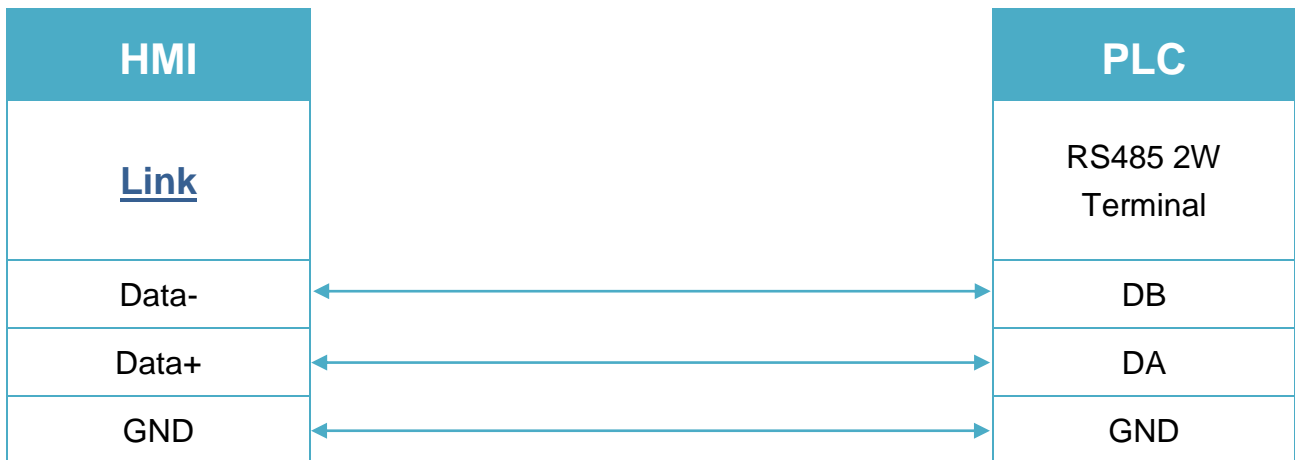 HMI
PLC
Link
RS485 2W
Terminal
Data-
DB
Data+
DA
GND
GND